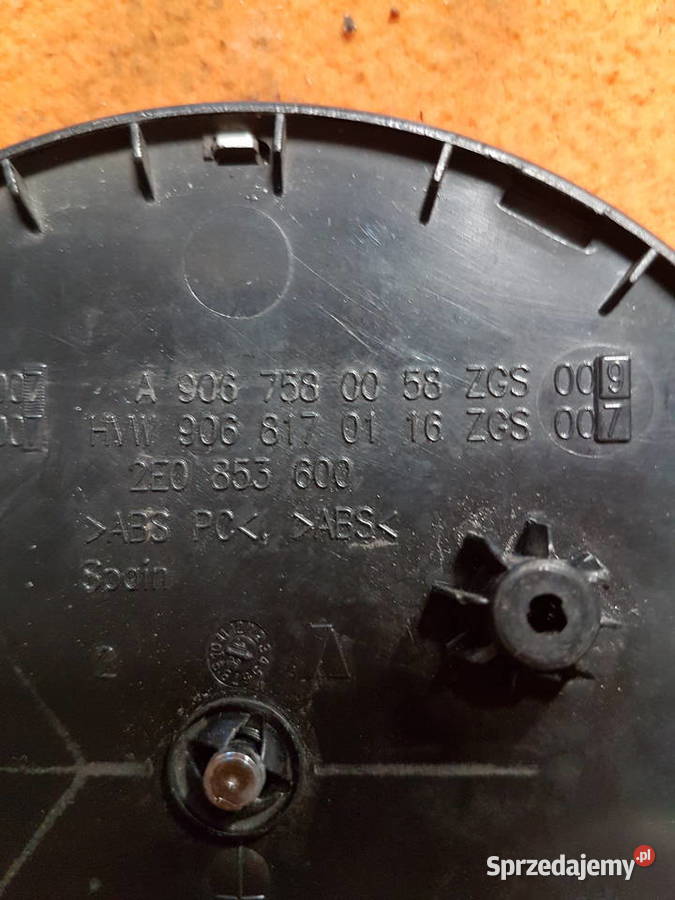 007 A 906 758 00 58 ZGS 009
007 HVW 906 817 01 16 ZGS 007
2E0 853 600
>ABS PC<, >ABS<
Spain
2
Sprzedajemy.pl